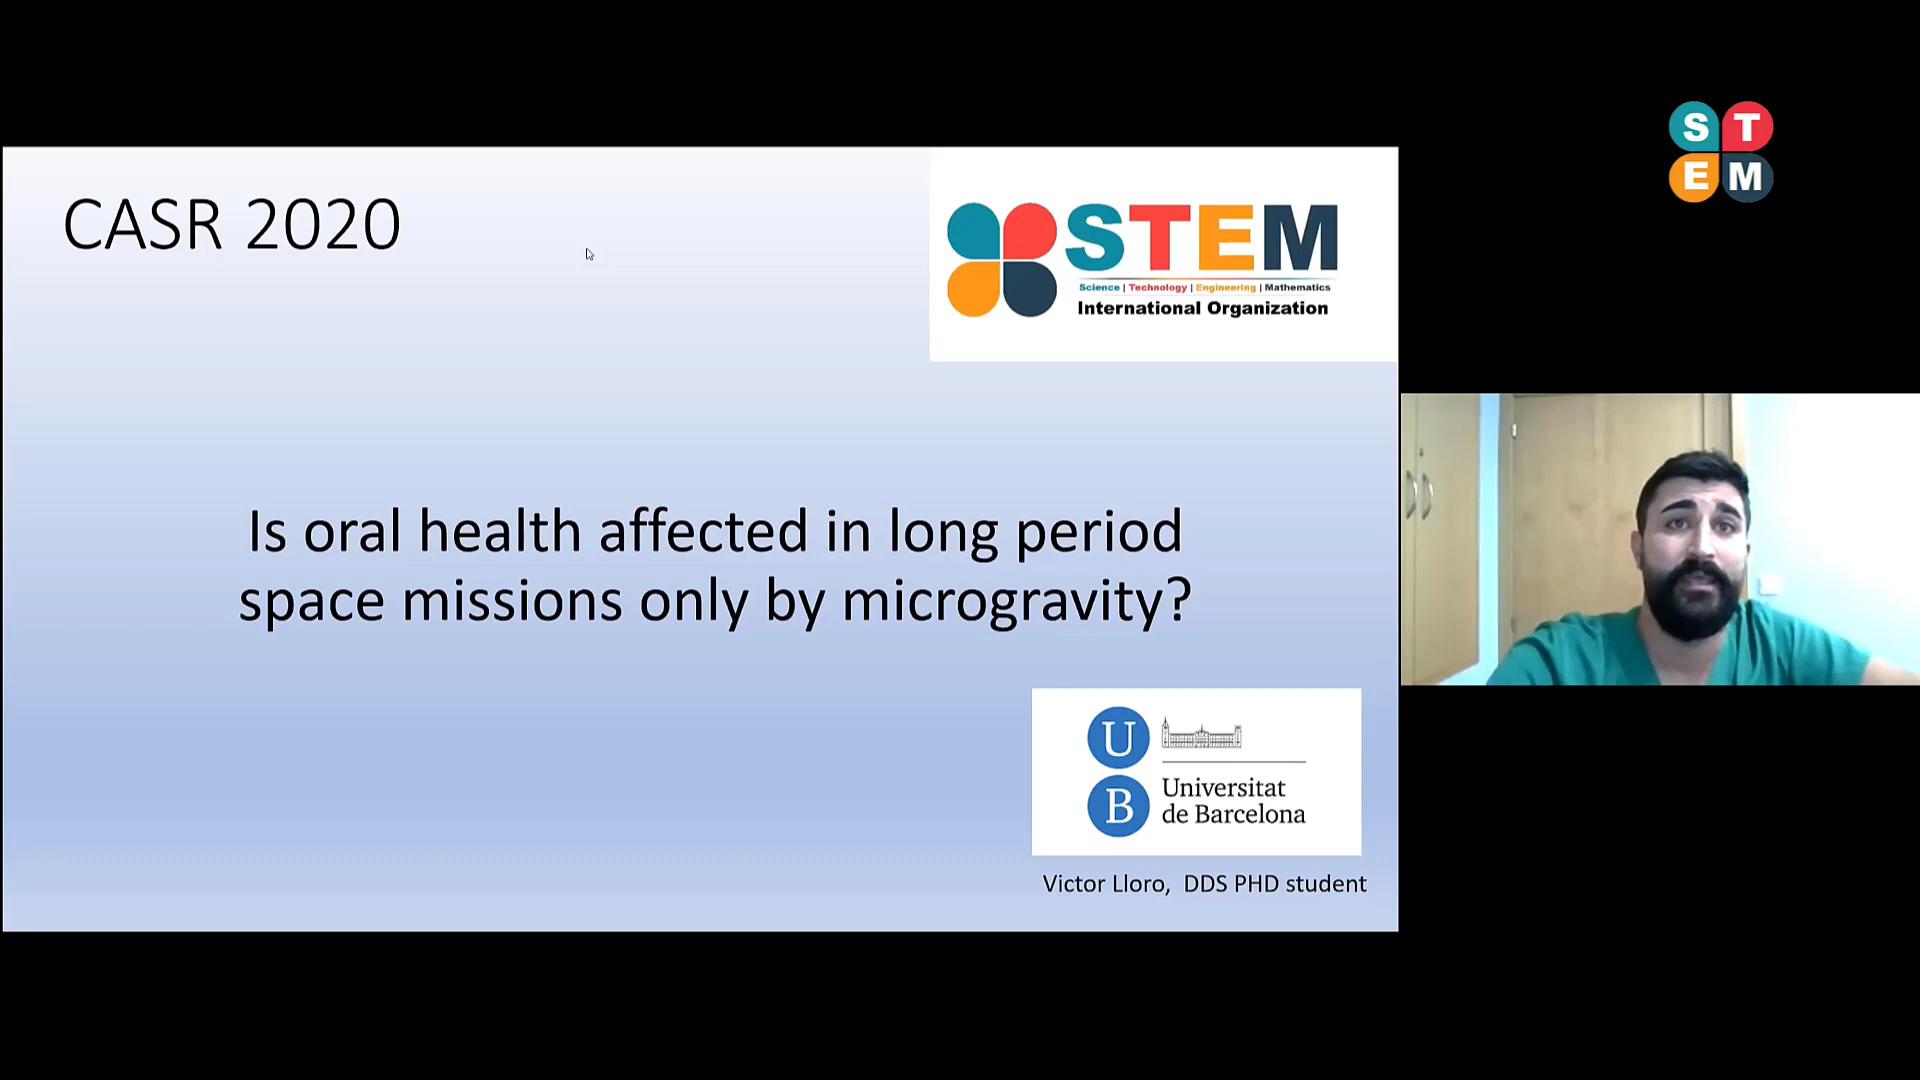 CASR 2020
STEM
Science | Technology | Engineering | Mathematics
International Organization
S T
E M
Is oral health affected in long period
space missions only by microgravity?
U
B
Universitat
de Barcelona
Victor Lloro, DDS PHD student